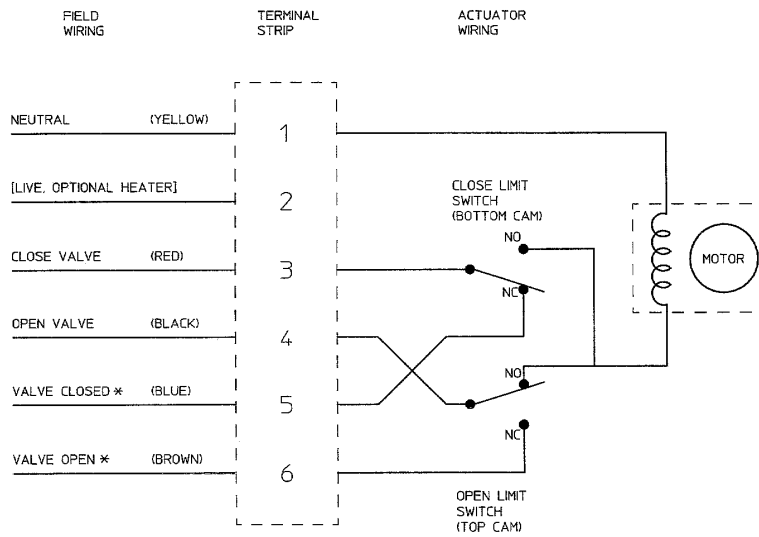 FIELD
WIRING
TERMINAL
STRIP
ACTUATOR
WIRING
NEUTRAL (YELLOW)
1
[LIVE, OPTIONAL HEATER]
2
CLOSE LIMIT
SWITCH
(BOTTOM CAM)
NO
CLOSE VALVE (RED)
3
MOTOR
NC
OPEN VALVE (BLACK)
4
NO
VALVE CLOSED * (BLUE)
5
NC
VALVE OPEN * (BROWN)
6
OPEN LIMIT
SWITCH
(TOP CAM)